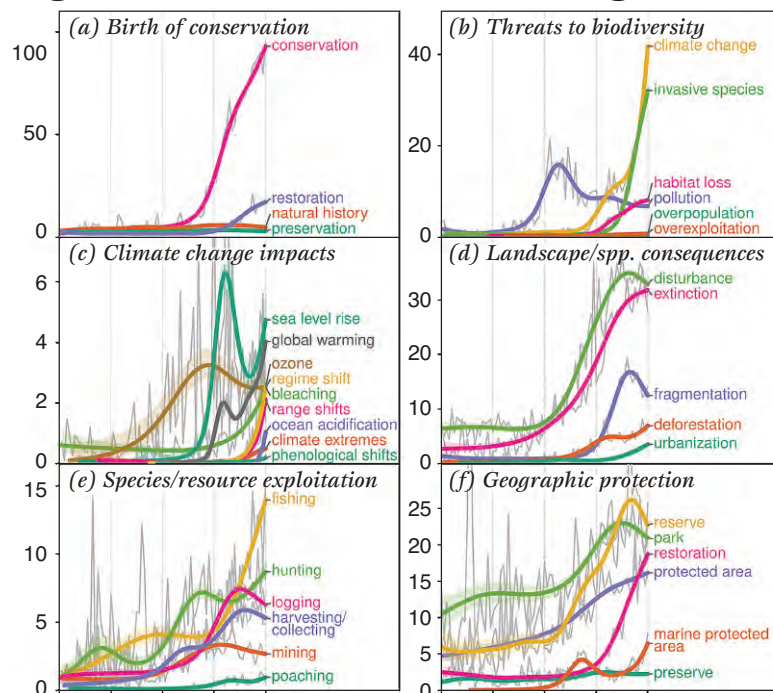 (a) Birth of conservation
100
50
0
conservation
restoration
natural history
preservation
(b) Threats to biodiversity
40
20
0
climate change
invasive species
habitat loss
pollution
overpopulation
overexploitation
(c) Climate change impacts
6
4
2
0
sea level rise
global warming
ozone
regime shift
bleaching
range shifts
ocean acidification
climate extremes
phenological shifts
(d) Landscape/spp. consequences
30
20
10
0
disturbance
extinction
fragmentation
deforestation
urbanization
(e) Species/resource exploitation
15
10
5
0
fishing
hunting
logging
harvesting/
collecting
mining
poaching
(f) Geographic protection
25
20
15
10
5
0
reserve
park
restoration
protected area
marine protected
area
preserve